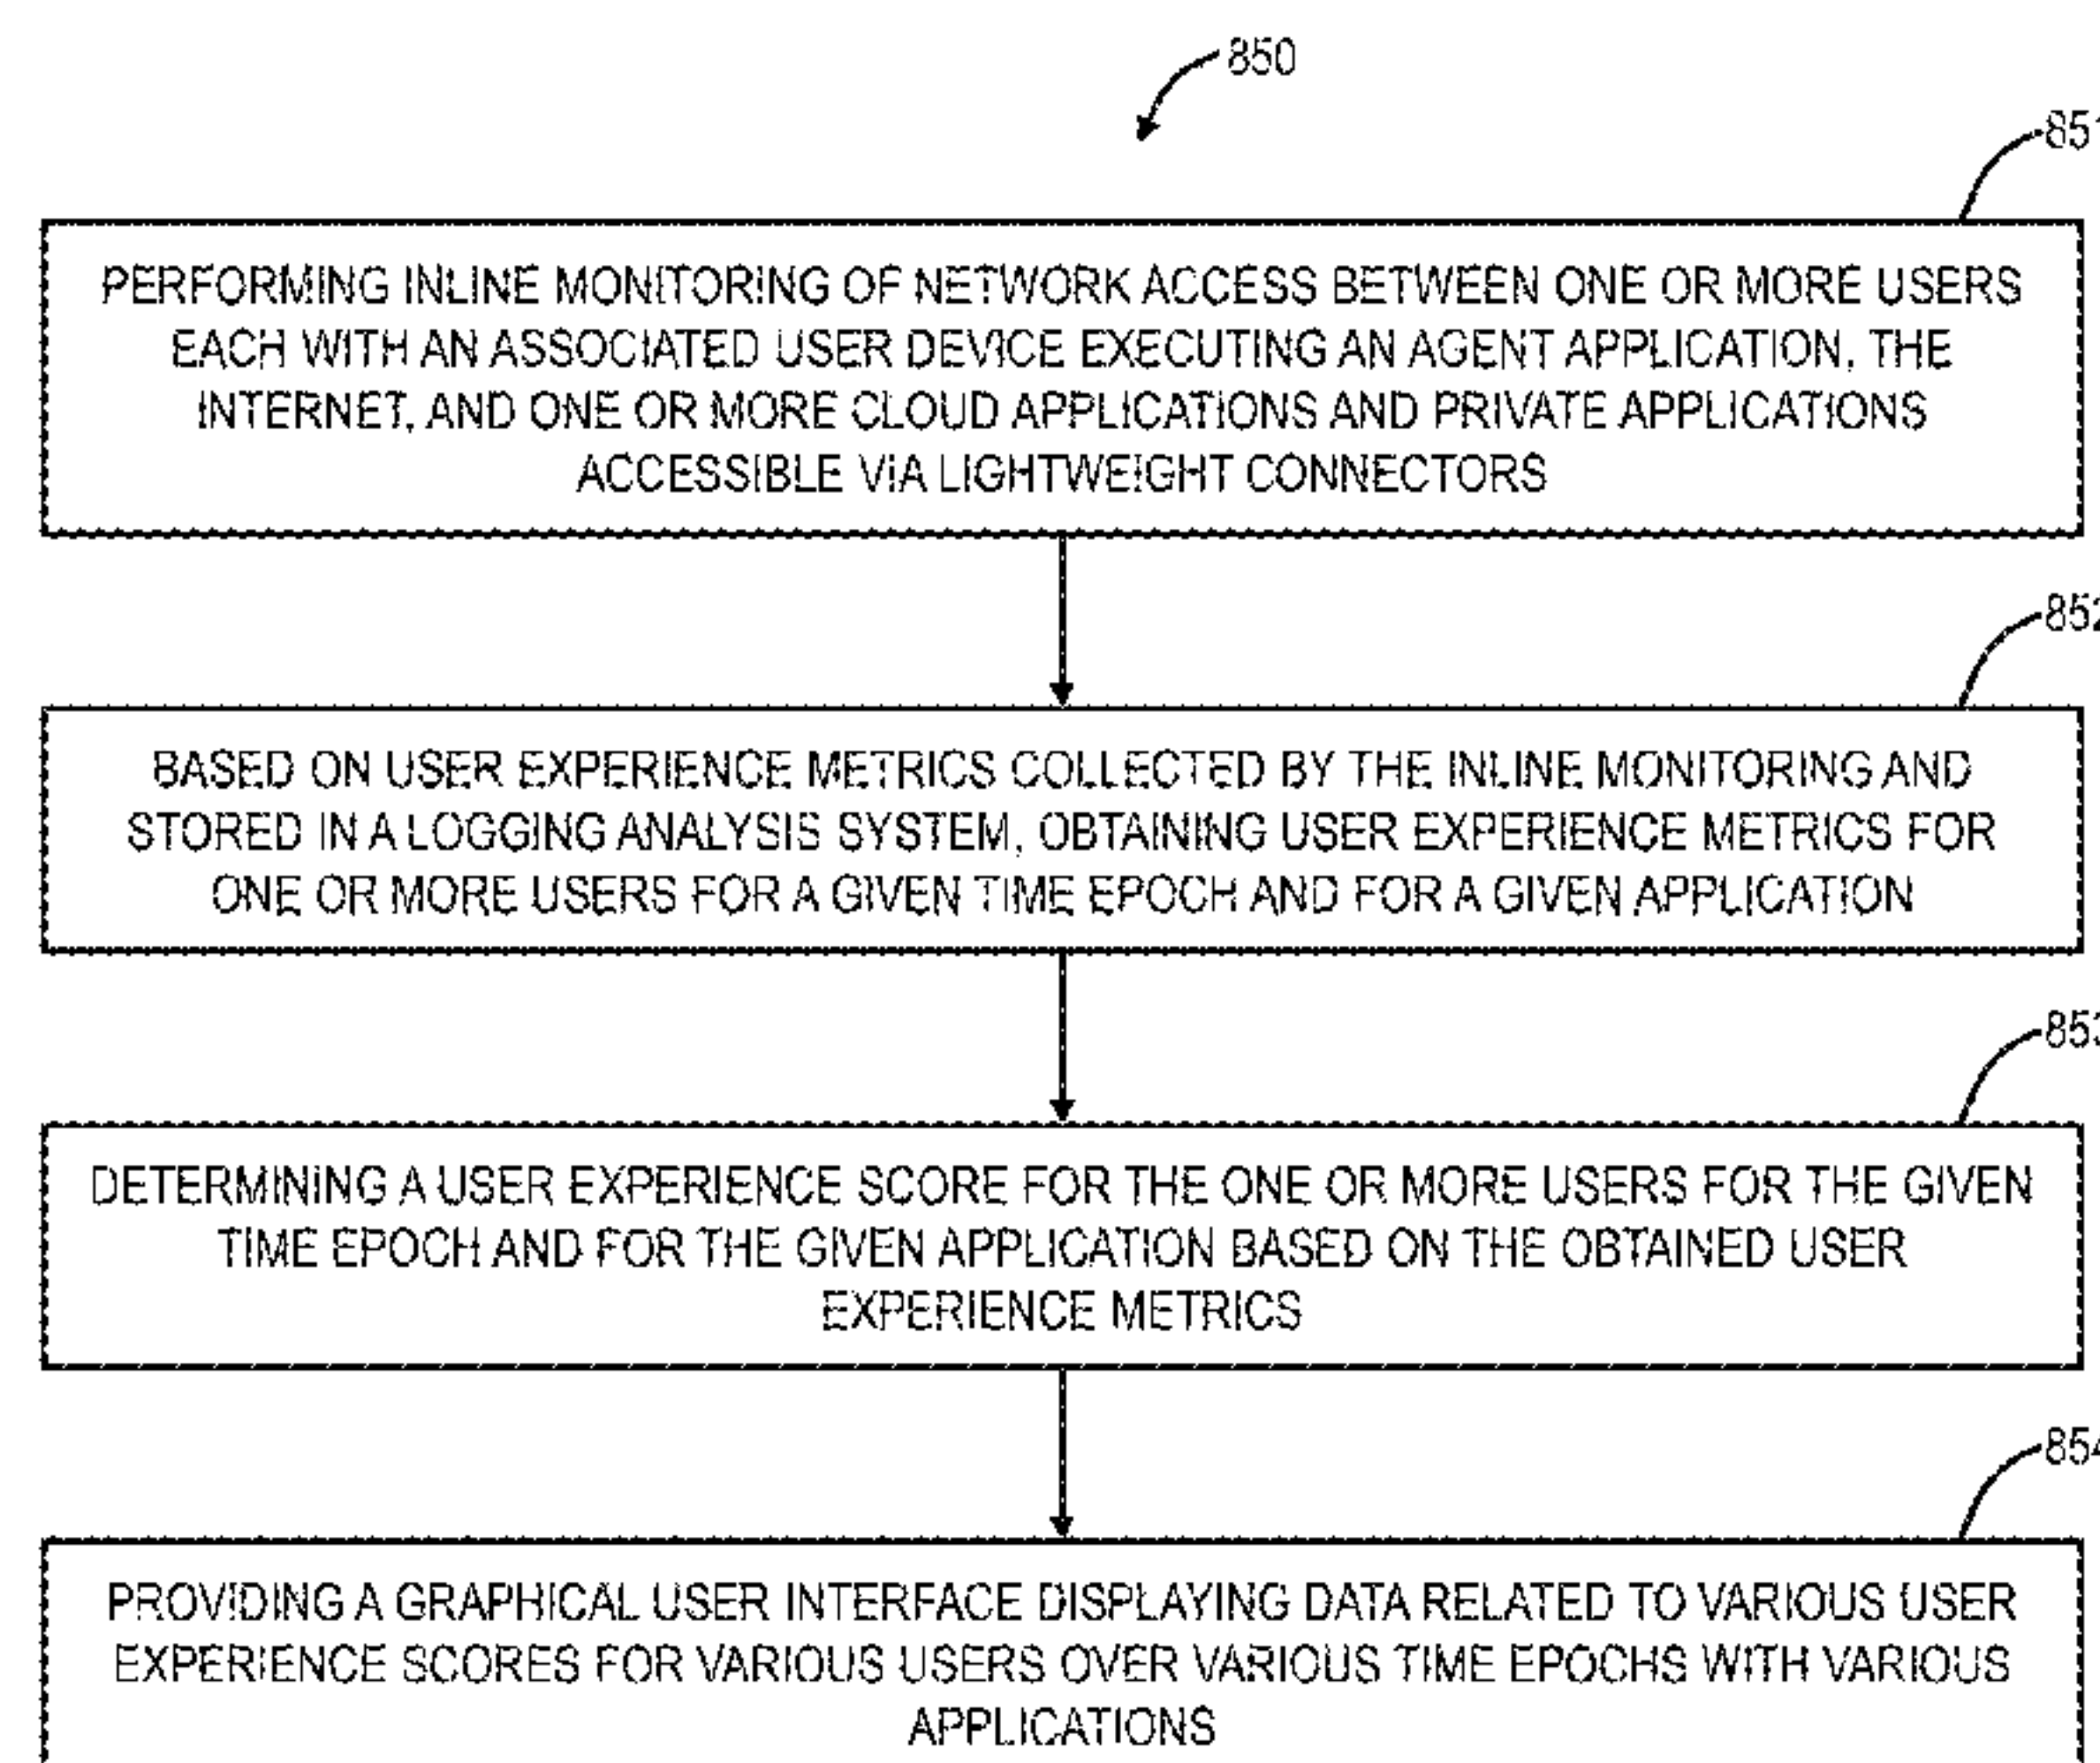 850
851
PERFORMING INLINE MONITORING OF NETWORK ACCESS BETWEEN ONE OR MORE USERS
EACH WITH AN ASSOCIATED USER DEVICE EXECUTING AN AGENT APPLICATION, THE
INTERNET, AND ONE OR MORE CLOUD APPLICATIONS AND PRIVATE APPLICATIONS
ACCESSIBLE VIA LIGHTWEIGHT CONNECTORS
852
BASED ON USER EXPERIENCE METRICS COLLECTED BY THE INLINE MONITORING AND
STORED IN A LOGGING ANALYSIS SYSTEM, OBTAINING USER EXPERIENCE METRICS FOR
ONE OR MORE USERS FOR A GIVEN TIME EPOCH AND FOR A GIVEN APPLICATION
853
DETERMINING A USER EXPERIENCE SCORE FOR THE ONE OR MORE USERS FOR THE GIVEN
TIME EPOCH AND FOR THE GIVEN APPLICATION BASED ON THE OBTAINED USER
EXPERIENCE METRICS
854
PROVIDING A GRAPHICAL USER INTERFACE DISPLAYING DATA RELATED TO VARIOUS USER
EXPERIENCE SCORES FOR VARIOUS USERS OVER VARIOUS TIME EPOCHS WITH VARIOUS
APPLICATIONS